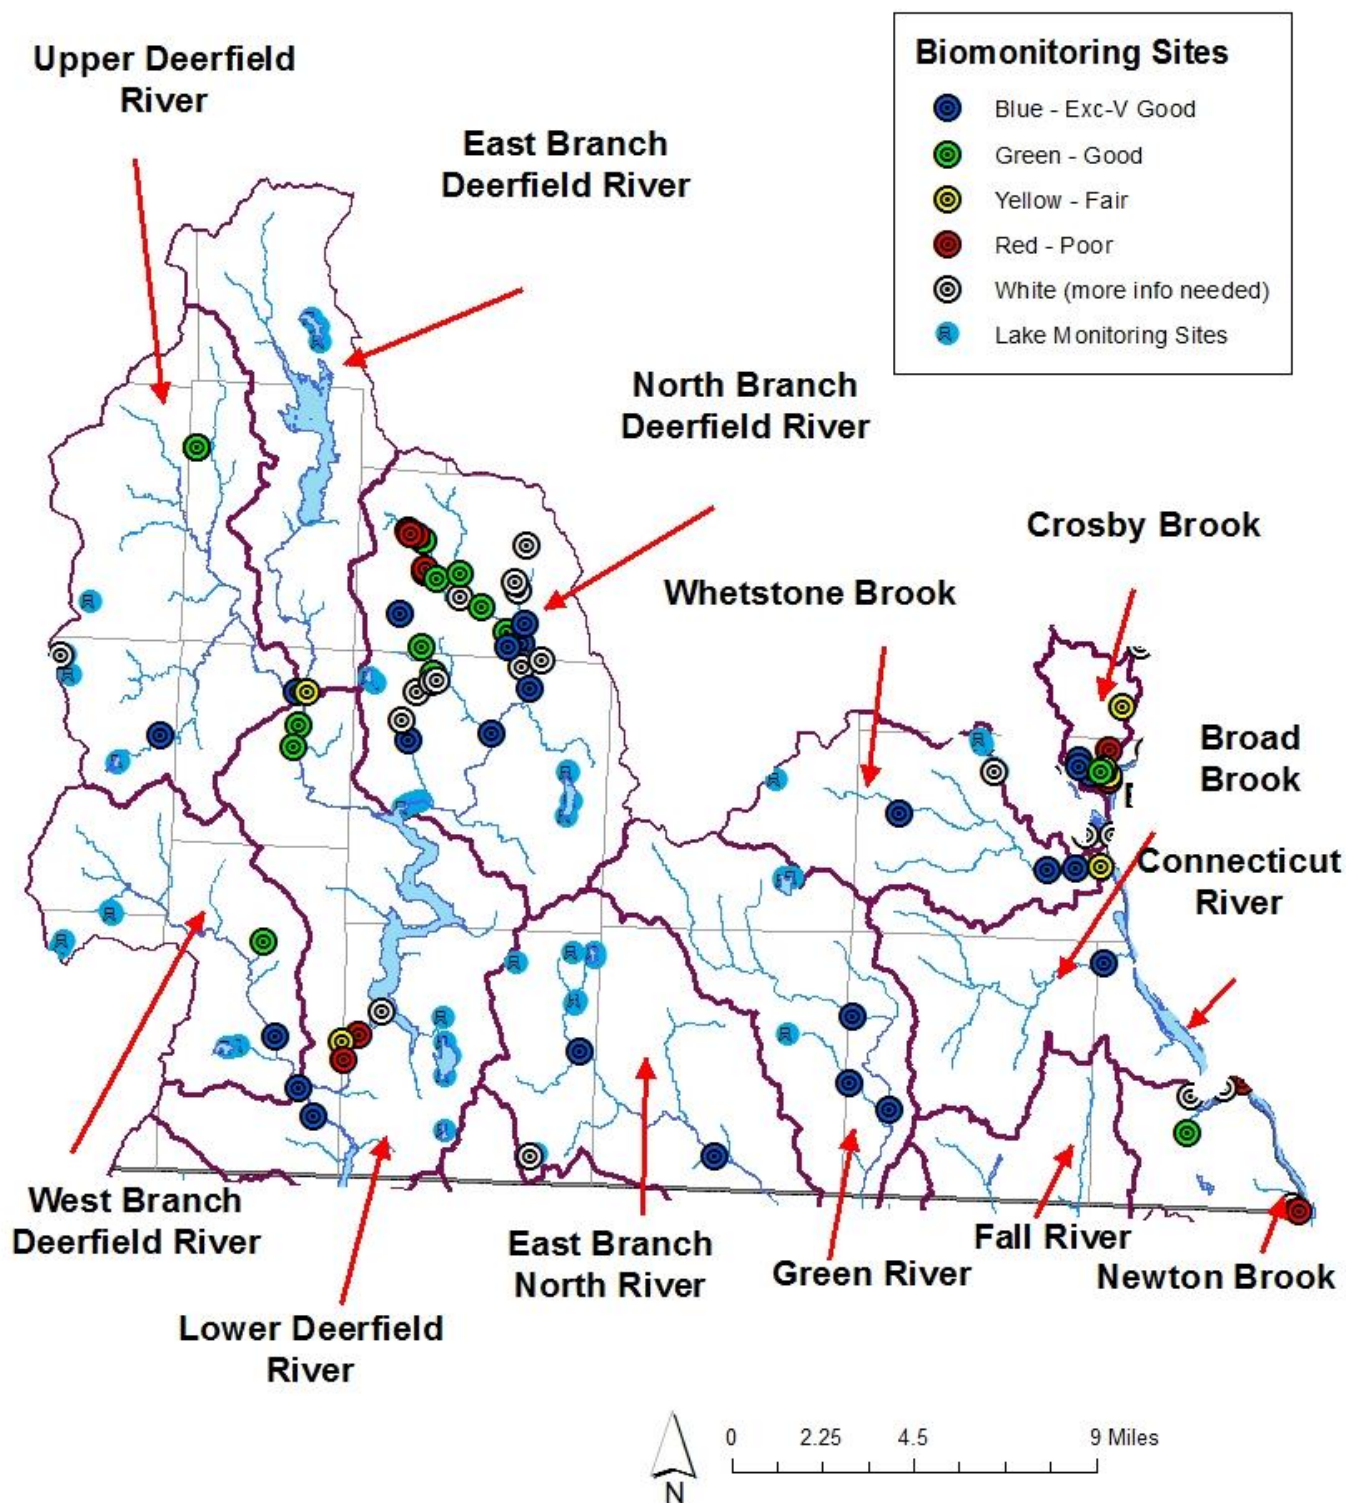 Biomonitoring Sites
Blue - Exc-V Good
Green - Good
Yellow - Fair
Red - Poor
White (more info needed)
Lake Monitoring Sites
Upper Deerfield
River
East Branch
Deerfield River
North Branch
Deerfield River
Crosby Brook
Whetstone Brook
Broad
Brook
Connecticut
River
West Branch
Deerfield River
Lower Deerfield
River
East Branch
North River
Green River
Fall River
Newton Brook
N
0 2.25 4.5 9 Miles